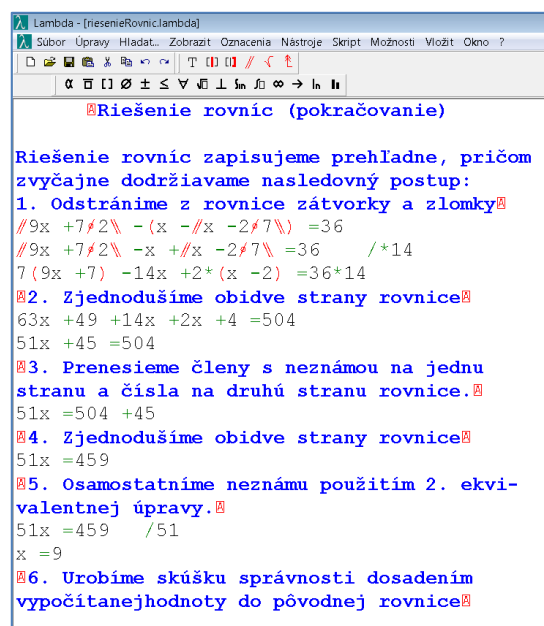 Lambda - [riesenieRovnic.lambda]
Súbor Úpravy Hladat.. Zobrazit Oznacenia Nástroje Skript Možnosti Vložit Okno ?
Riešenie rovníc (pokračovanie)
Riešenie rovníc zapisujeme prehľadne, pričom
zvyčajne dodržiavame nasledovný postup:
1. Odstránime z rovnice zátvorky a zlomky
//9x +7/2\\ -(x -//x -2/7\\) =36
//9x +7/2\\ -x +//x -2/7\\ =36 /*14
7(9x +7) -14x +2*(x -2) =36*14
2. Zjednodušíme obidve strany rovnice
63x +49 +14x +2x +4 =504
51x +45 =504
3. Prenesieme členy s neznámou na jednu
stranu a čísla na druhú stranu rovnice.
51x =504 +45
4. Zjednodušíme obidve strany rovnice
51x =459
5. Osamostatníme neznámu použitím 2. ekvi-
valentnej úpravy.
51x =459 /51
x =9
6. Urobíme skúšku správnosti dosadením
vypočítanejhodnoty do pôvodnej rovnice